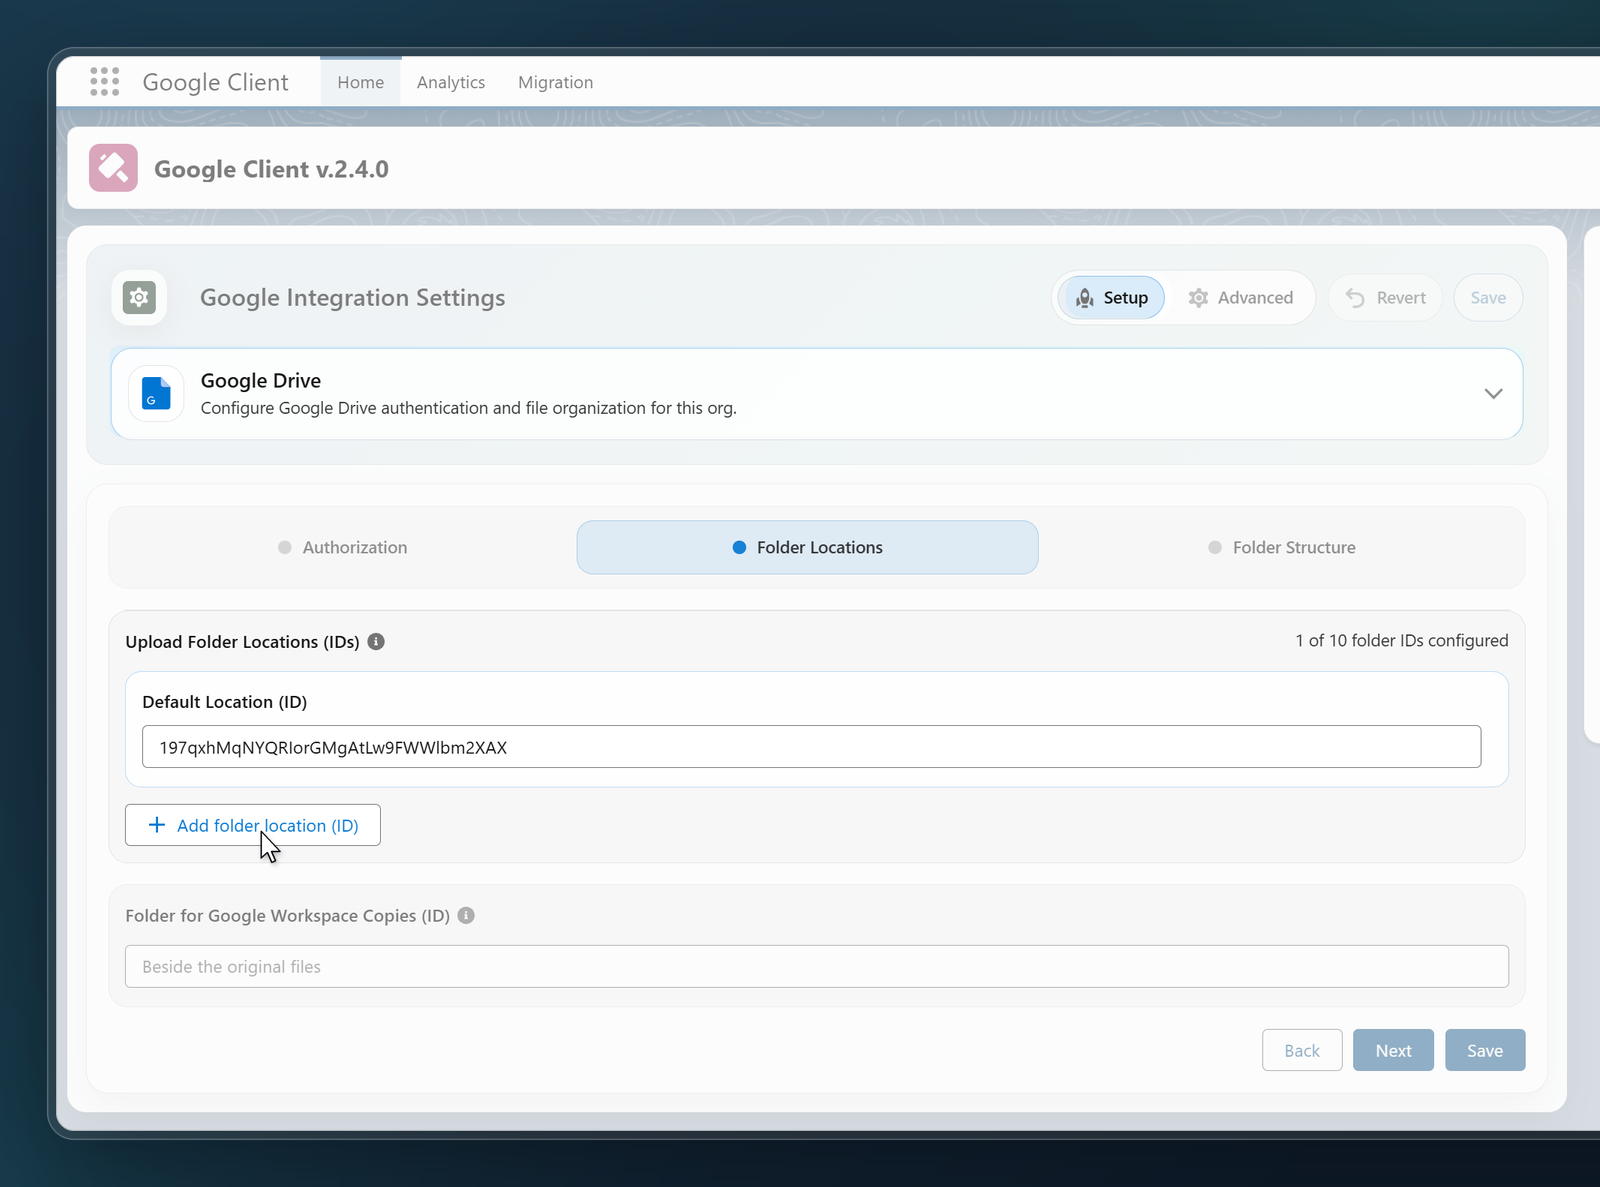 Google Client
Home
Analytics
Migration
Google Client v.2.4.0
Google Integration Settings
Setup
Advanced
Revert
Save
Google Drive
G
Configure Google Drive authentication and file organization for this org.
Authorization
Folder Locations
Folder Structure
Upload Folder Locations (IDs)
1 of 10 folder IDs configured
Default Location (ID)
197qxhMqNYQRIorGMgAtLw9FWWlbm2XAX
Add folder location (ID)
Folder for Google Workspace Copies (ID)
Beside the original files
Back
Next
Save